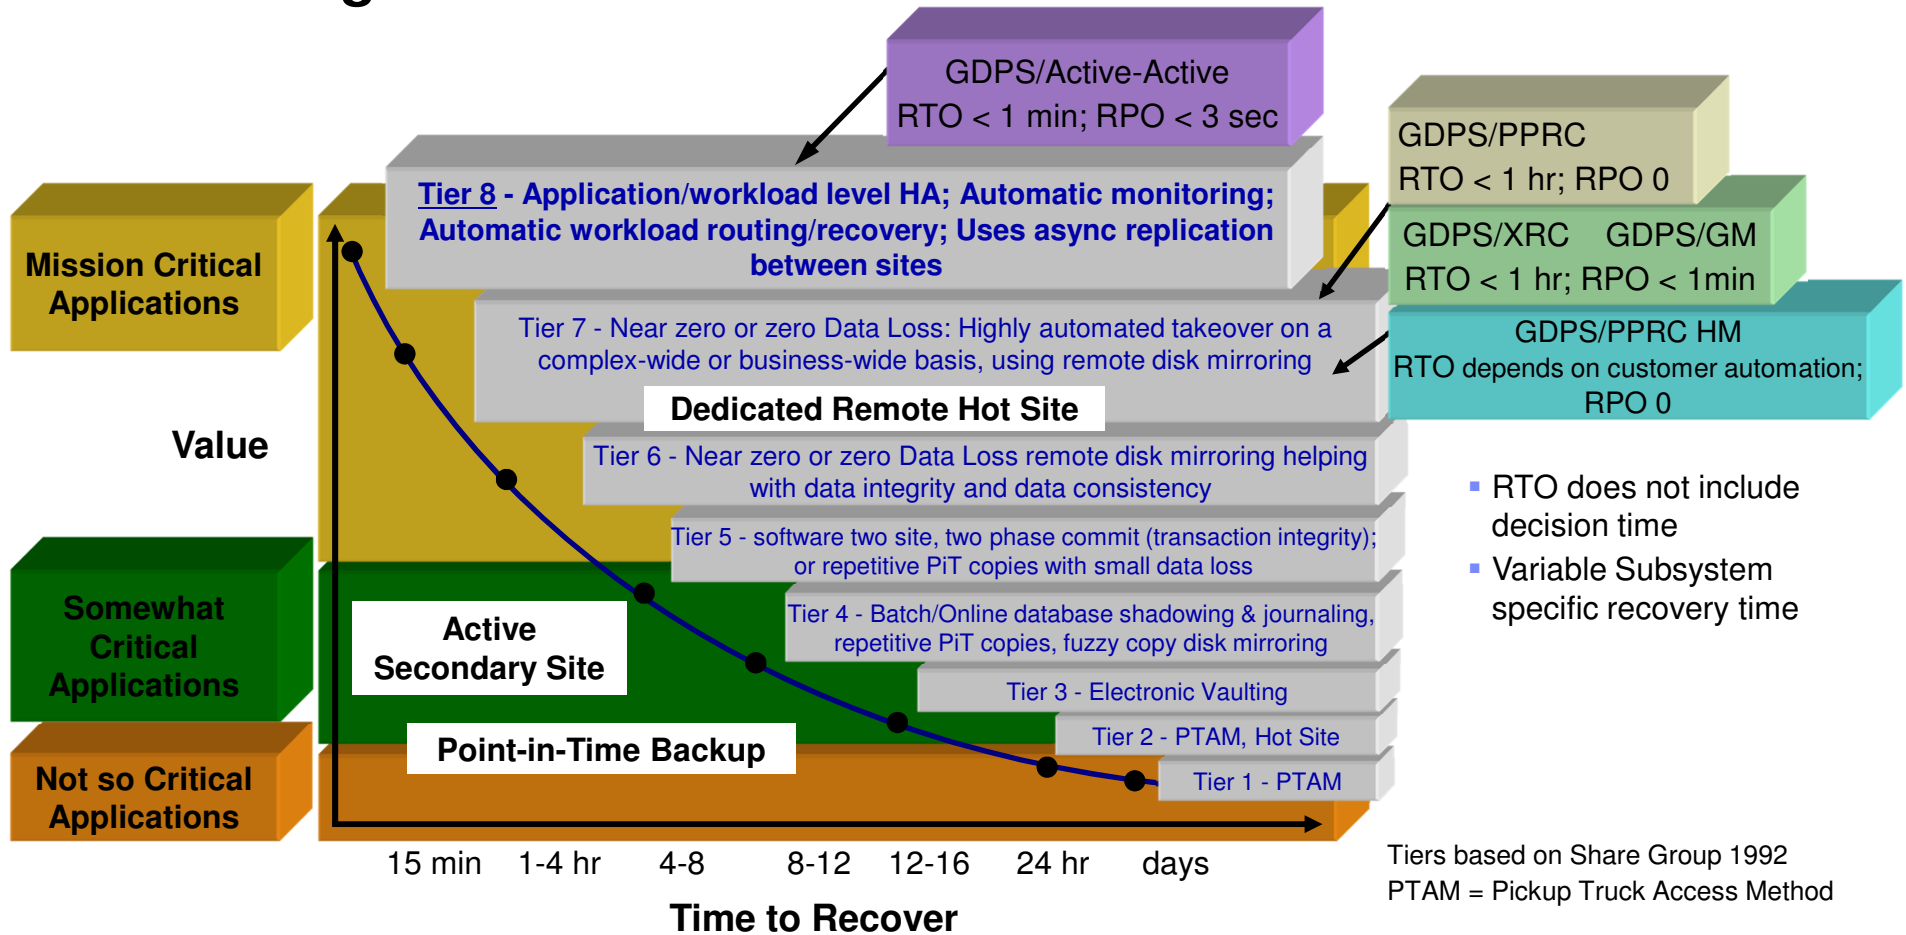 GDPS/Active-Active
RTO < 1 min; RPO < 3 sec
GDPS/PPRC
RTO < 1 hr; RPO 0
GDPS/XRC GDPS/GM
RTO < 1 hr; RPO < 1min
GDPS/PPRC HM
RTO depends on customer automation;
RPO 0
Tier 8 - Application/workload level HA; Automatic monitoring;
Automatic workload routing/recovery; Uses async replication
between sites
Mission Critical
Applications
Tier 7 - Near zero or zero Data Loss: Highly automated takeover on a
complex-wide or business-wide basis, using remote disk mirroring
Dedicated Remote Hot Site
Value
Tier 6 - Near zero or zero Data Loss remote disk mirroring helping
with data integrity and data consistency
Tier 5 - software two site, two phase commit (transaction integrity);
or repetitive PiT copies with small data loss
RTO does not include
decision time
Variable Subsystem
specific recovery time
Somewhat
Critical
Applications
Active
Secondary Site
Tier 4 - Batch/Online database shadowing & journaling,
repetitive PiT copies, fuzzy copy disk mirroring
Tier 3 - Electronic Vaulting
Tier 2 - PTAM, Hot Site
Point-in-Time Backup
Tier 1 - PTAM
Not so Critical
Applications
15 min 1-4 hr 4-8 8-12 12-16 24 hr days
Time to Recover
Tiers based on Share Group 1992
PTAM = Pickup Truck Access Method